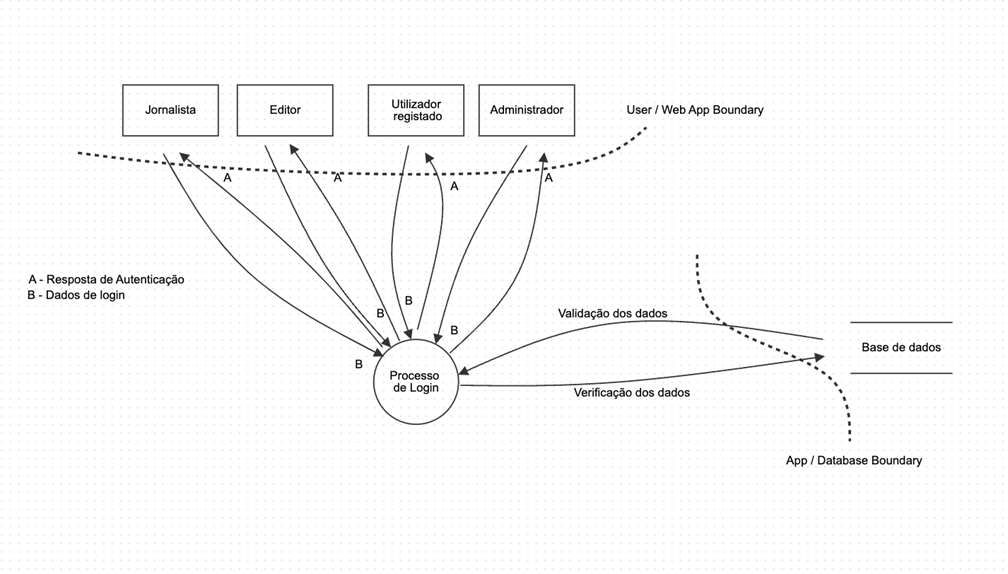 Jornalista
Editor
Utilizador
registado
Administrador
User / Web App Boundary
A
A
A
A
A - Resposta de Autenticação
B - Dados de login
B
B
B
B
Validação dos dados
Base de dados
Processo
de Login
Verificação dos dados
App / Database Boundary